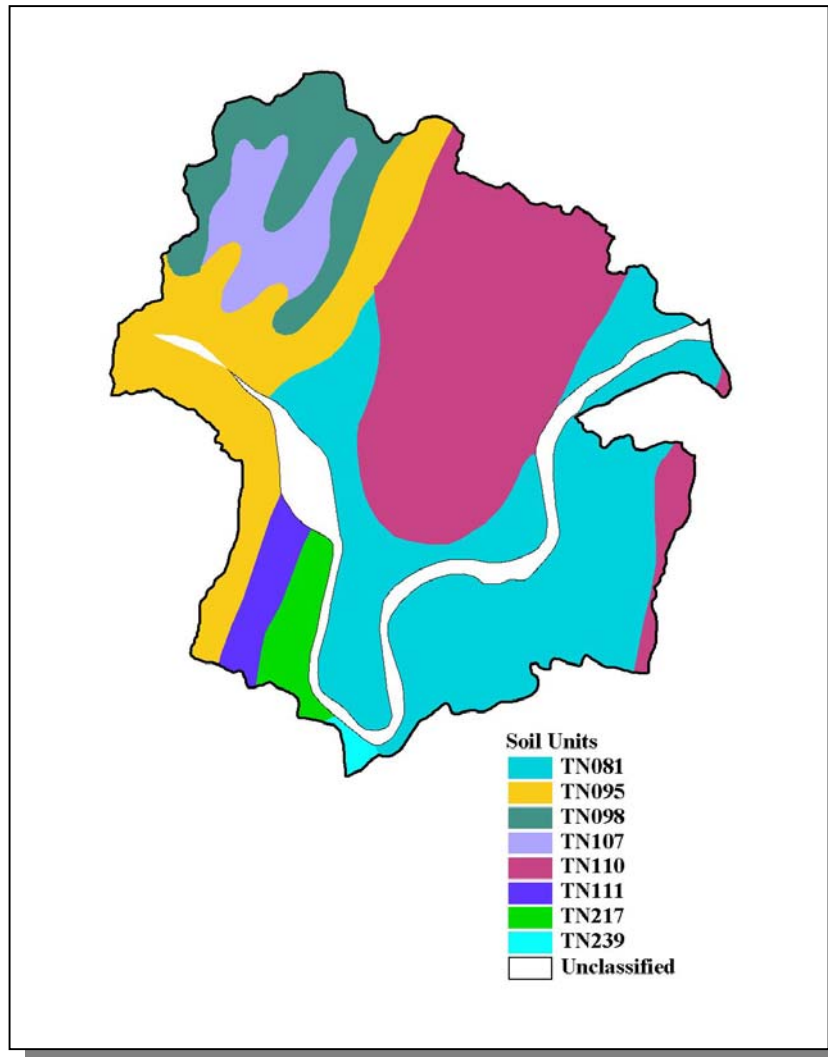 Soil Units
TN081
TN095
TN098
TN107
TN110
TN111
TN217
TN239
Unclassified